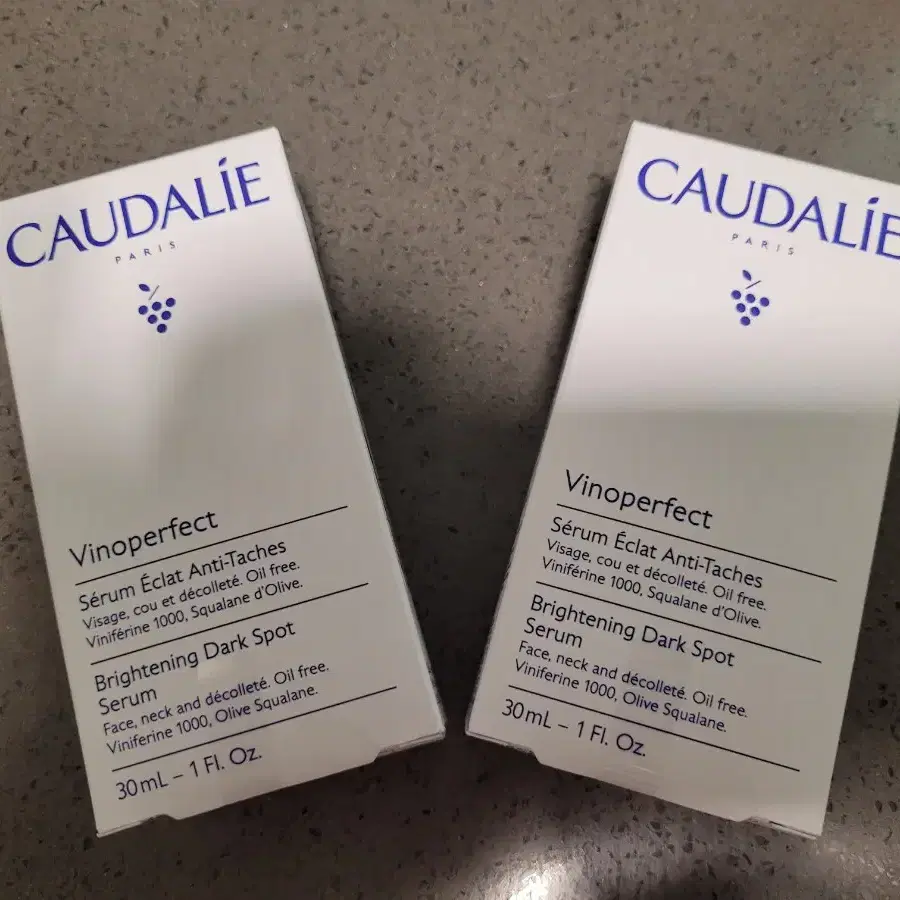 CAUDALÍE
PARIS
Vinoperfect
Sérum Éclat Anti-Taches
Visage, cou et décolleté. Oil free.
Viniférine 1000, Squalane d'Olive.
Brightening Dark Spot
Serum
Face, neck and décolleté. Oil free.
Viniferine 1000, Olive Squalane.
30mL – 1 Fl. Oz.
CAUDALÍE
PARIS
Vinoperfect
Sérum Éclat Anti-Taches
Visage, cou et décolleté. Oil free.
Viniférine 1000, Squalane d'Olive.
Brightening Dark Spot
Serum
Face, neck and décolleté. Oil free.
Viniferine 1000, Olive Squalane.
30mL – 1 Fl. Oz.